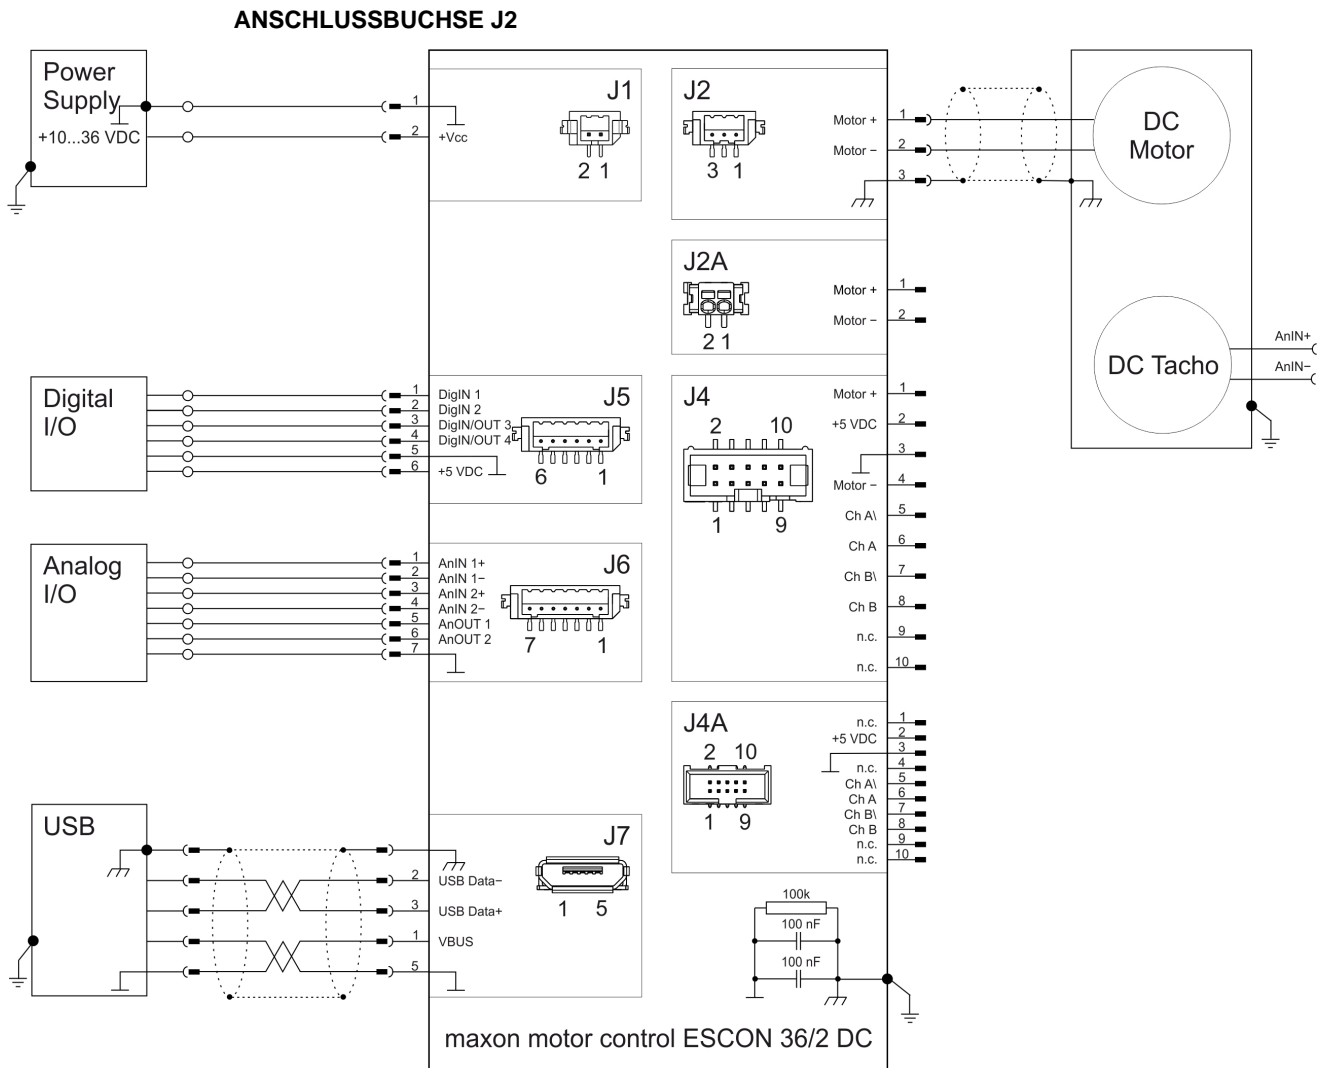 ANSCHLUSSBUCHSE J2
Power
Supply
+10...36 VDC
1
2
+Vcc
J1
2 1
J2
3 1
Motor +
Motor −
1
2
3
DC
Motor
J2A
2 1
Motor +
Motor −
1
2
DC Tacho
AnIN+
AnIN−
Digital
I/O
1
2
3
4
5
6
DigIN 1
DigIN 2
DigIN/OUT 3
DigIN/OUT 4
+5 VDC
J5
6 1
J4
2 10
1 9
Motor +
+5 VDC
Motor −
Ch A\
Ch A
Ch B\
Ch B
n.c.
n.c.
1
2
3
4
5
6
7
8
9
10
Analog
I/O
1
2
3
4
5
6
7
AnIN 1+
AnIN 1−
AnIN 2+
AnIN 2−
AnOUT 1
AnOUT 2
J6
7 1
J4A
2 10
1 9
n.c.
+5 VDC
n.c.
Ch A\
Ch A
Ch B\
Ch B
n.c.
n.c.
1
2
3
4
5
6
7
8
9
10
USB
2
3
1
5
USB Data−
USB Data+
VBUS
J7
1 5
100k
100 nF
100 nF
maxon motor control ESCON 36/2 DC